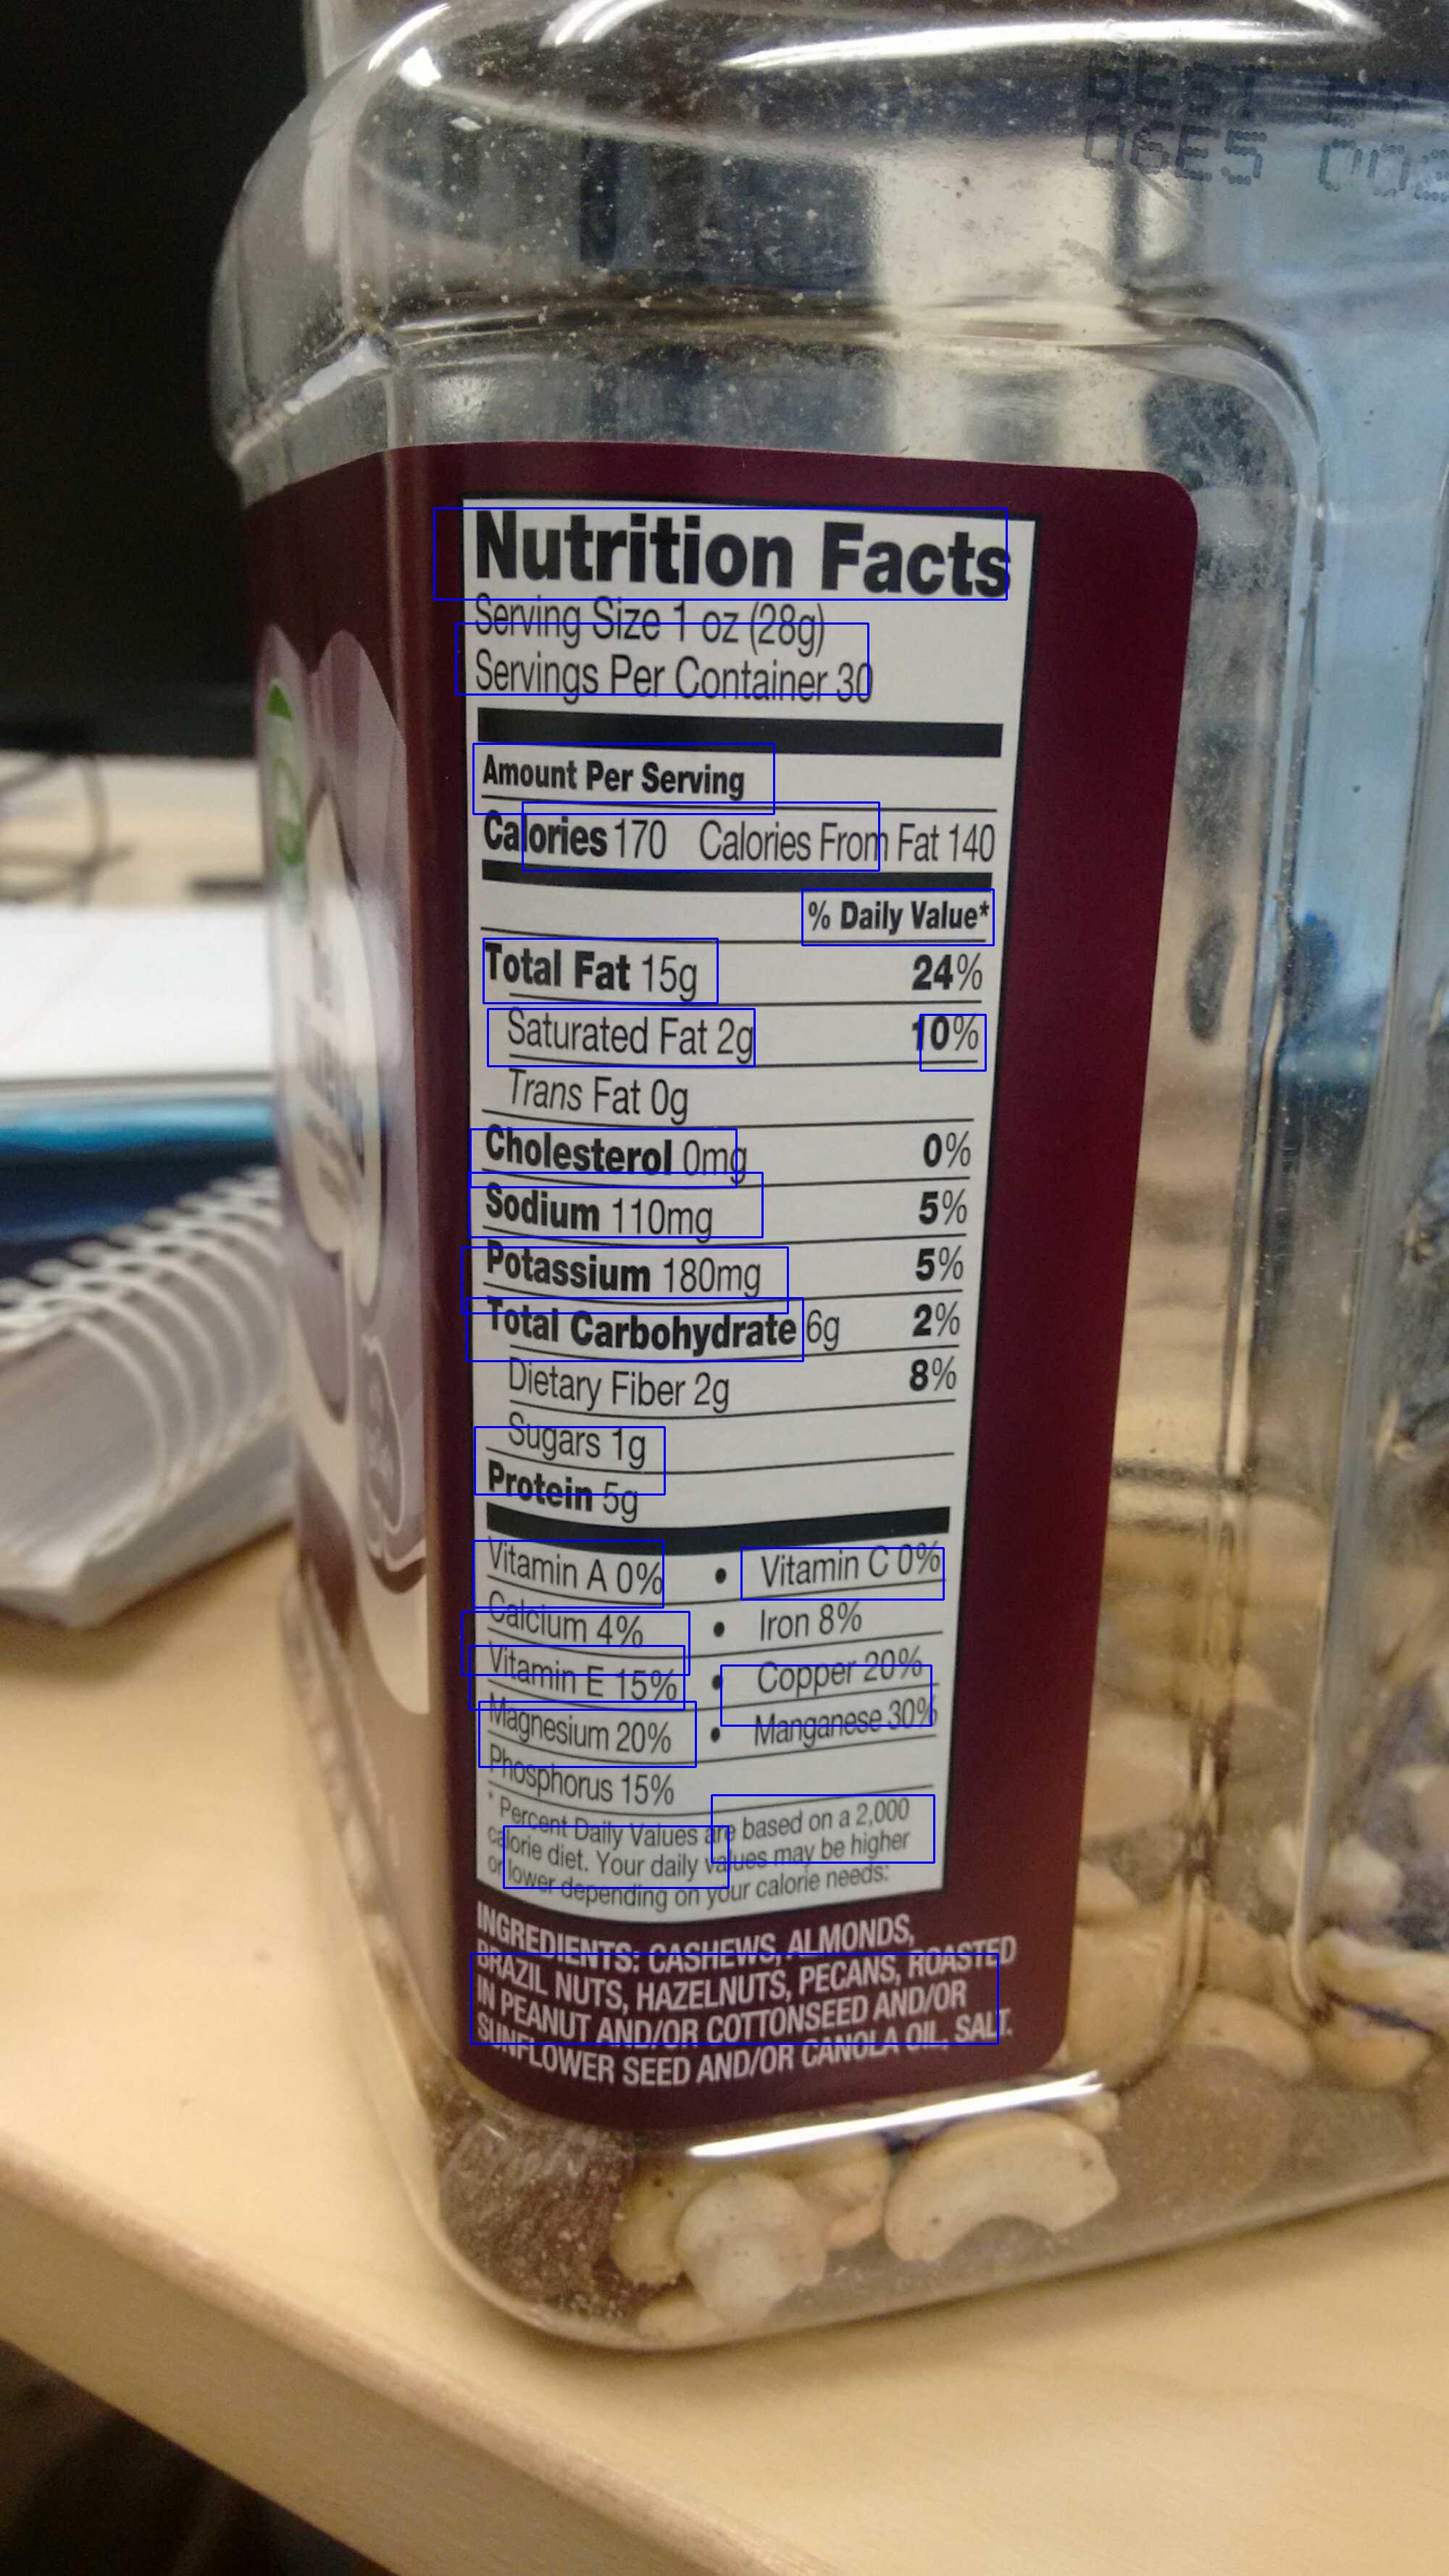 BEST
06E5 002
Nutrition Facts
Serving Size 1 oz (28g)
Servings Per Container 30
Amount Per Serving
Calories 170 Calories From Fat 140
% Daily Value*
Total Fat 15g 24%
Saturated Fat 2g 10%
Trans Fat 0g
Cholesterol 0mg 0%
Sodium 110mg 5%
Potassium 180mg 5%
Total Carbohydrate 6g 2%
Dietary Fiber 2g 8%
Sugars 1g
Protein 5g
Vitamin A 0% • Vitamin C 0%
Calcium 4% • Iron 8%
Vitamin E 15% • Copper 20%
Magnesium 20% • Manganese 30%
Phosphorus 15%
* Percent Daily Values are based on a 2,000
calorie diet. Your daily values may be higher
or lower depending on your calorie needs:
INGREDIENTS: CASHEWS, ALMONDS,
BRAZIL NUTS, HAZELNUTS, PECANS, ROASTED
IN PEANUT AND/OR COTTONSEED AND/OR
SUNFLOWER SEED AND/OR CANOLA OIL, SALT.